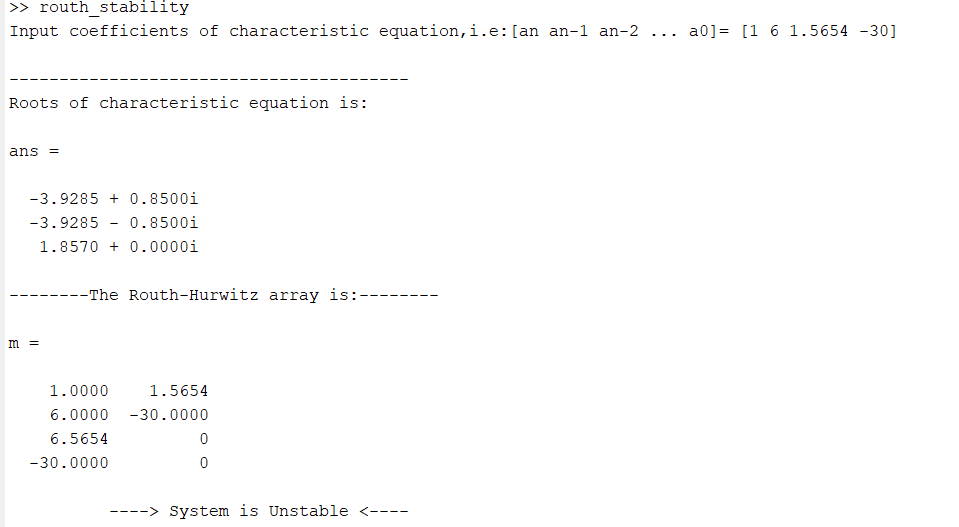 >> routh_stability
Input coefficients of characteristic equation,i.e:[an an-1 an-2 ... a0]= [1 6 1.5654 -30]
----------------------------------------
Roots of characteristic equation is:
ans =
-3.9285 + 0.8500i
-3.9285 - 0.8500i
1.8570 + 0.0000i
--------The Routh-Hurwitz array is:--------
m =
1.0000 1.5654
6.0000 -30.0000
6.5654 0
-30.0000 0
----> System is Unstable <----